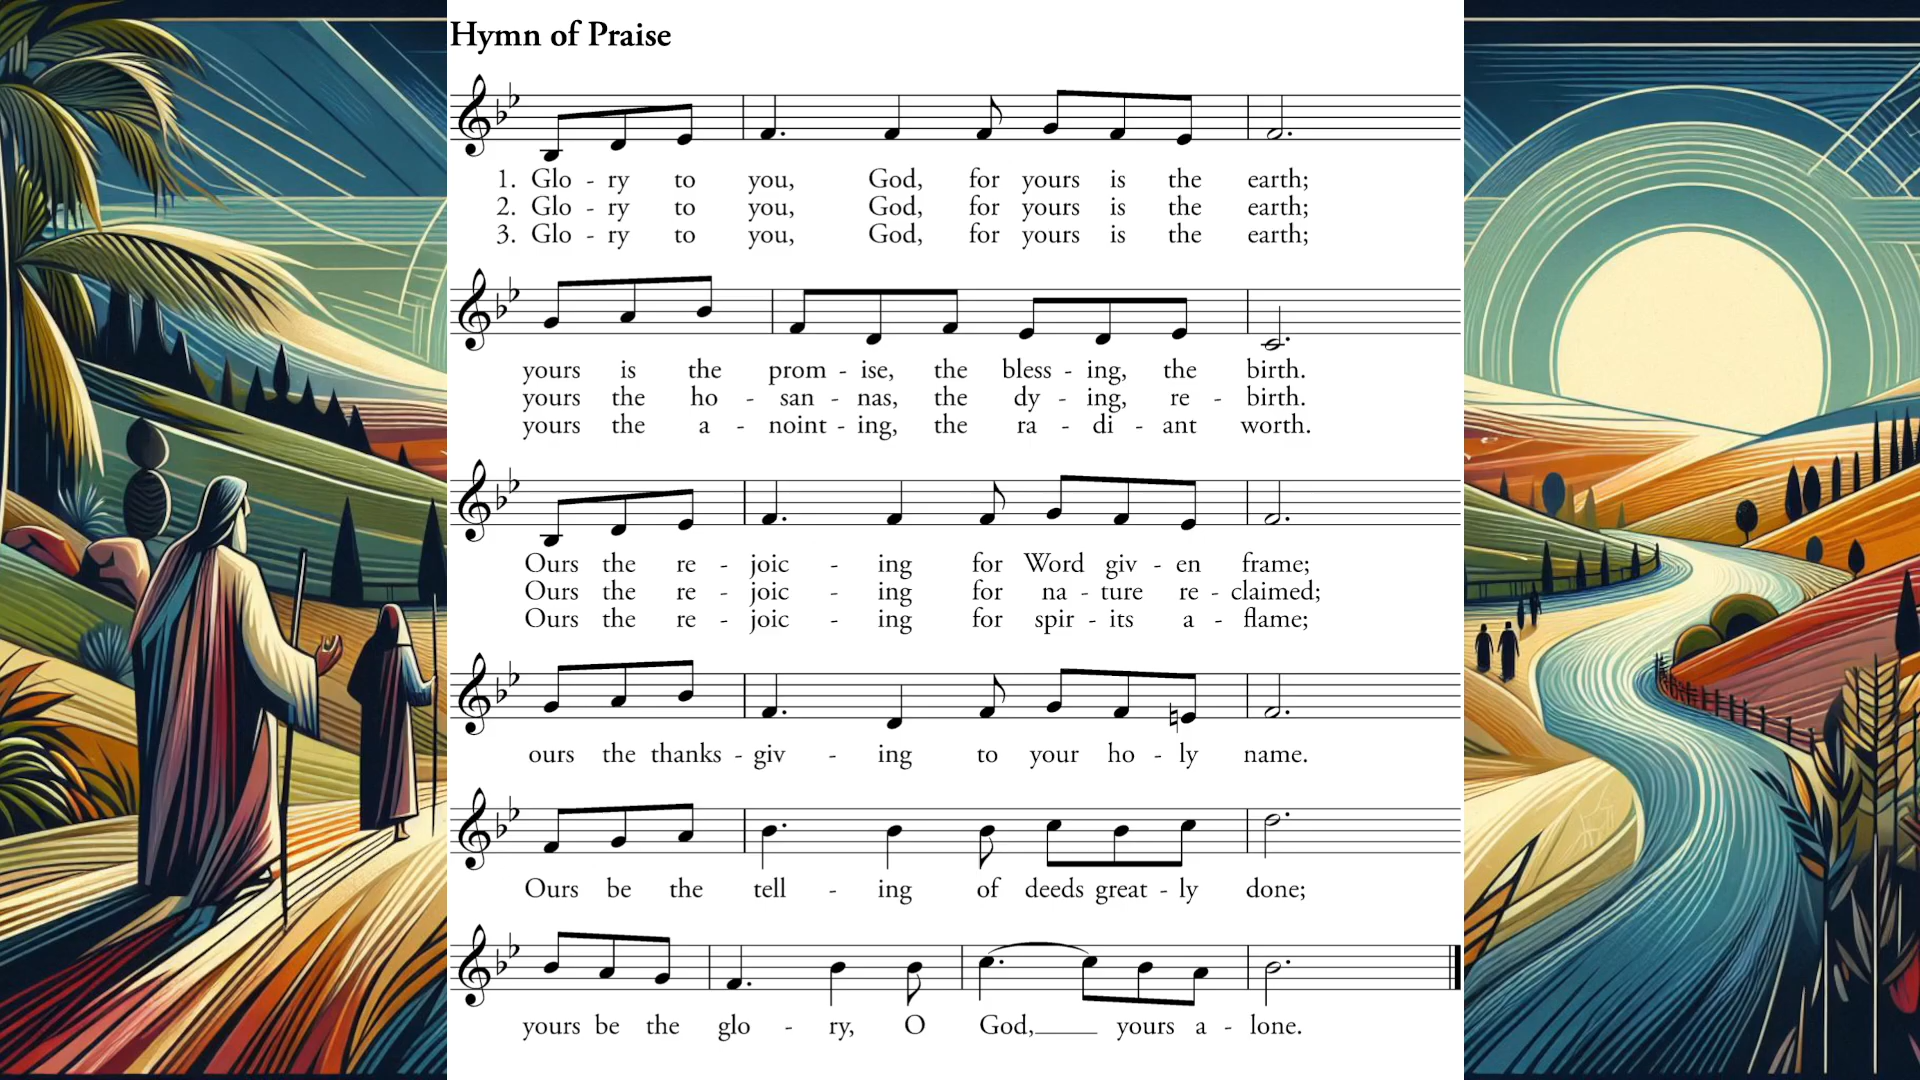 Hymn of Praise
1. Glo - ry to you, God, for yours is the earth;
2. Glo - ry to you, God, for yours is the earth;
3. Glo - ry to you, God, for yours is the earth;
yours is the prom - ise, the bless - ing, the birth.
yours the ho - san - nas, the dy - ing, re - birth.
yours the a - noint - ing, the ra - di - ant worth.
Ours the re - joic - ing for Word giv - en frame;
Ours the re - joic - ing for na - ture re - claimed;
Ours the re - joic - ing for spir - its a - flame;
ours the thanks - giv - ing to your ho - ly name.
Ours be the tell - ing of deeds great - ly done;
yours be the glo - ry, O God,____ yours a - lone.